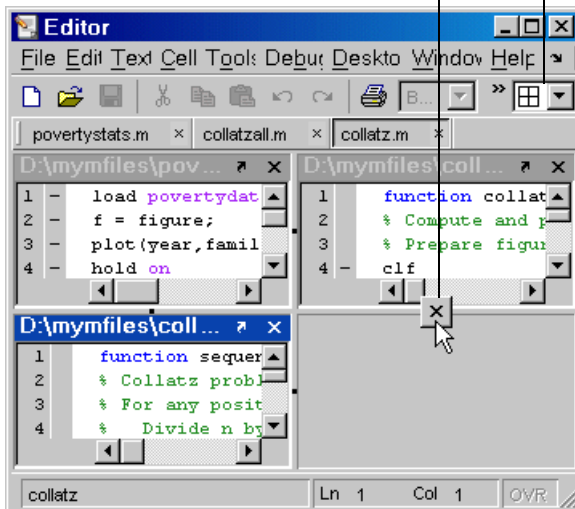 Editor
File Edit Text Cell Tools Debug Deskto Window Help
B...
povertystats.m collatzall.m collatz.m
D:\mymfiles\pov...
1 - load povertydat
2 - f = figure;
3 - plot(year,famil
4 - hold on
D:\mymfiles\coll...
1 function collat
2 % Compute and p
3 % Prepare figur
4 - clf
D:\mymfiles\coll...
1 function sequen
2 % Collatz probl
3 % For any posit
4 % Divide n by
collatz Ln 1 Col 1 OVR